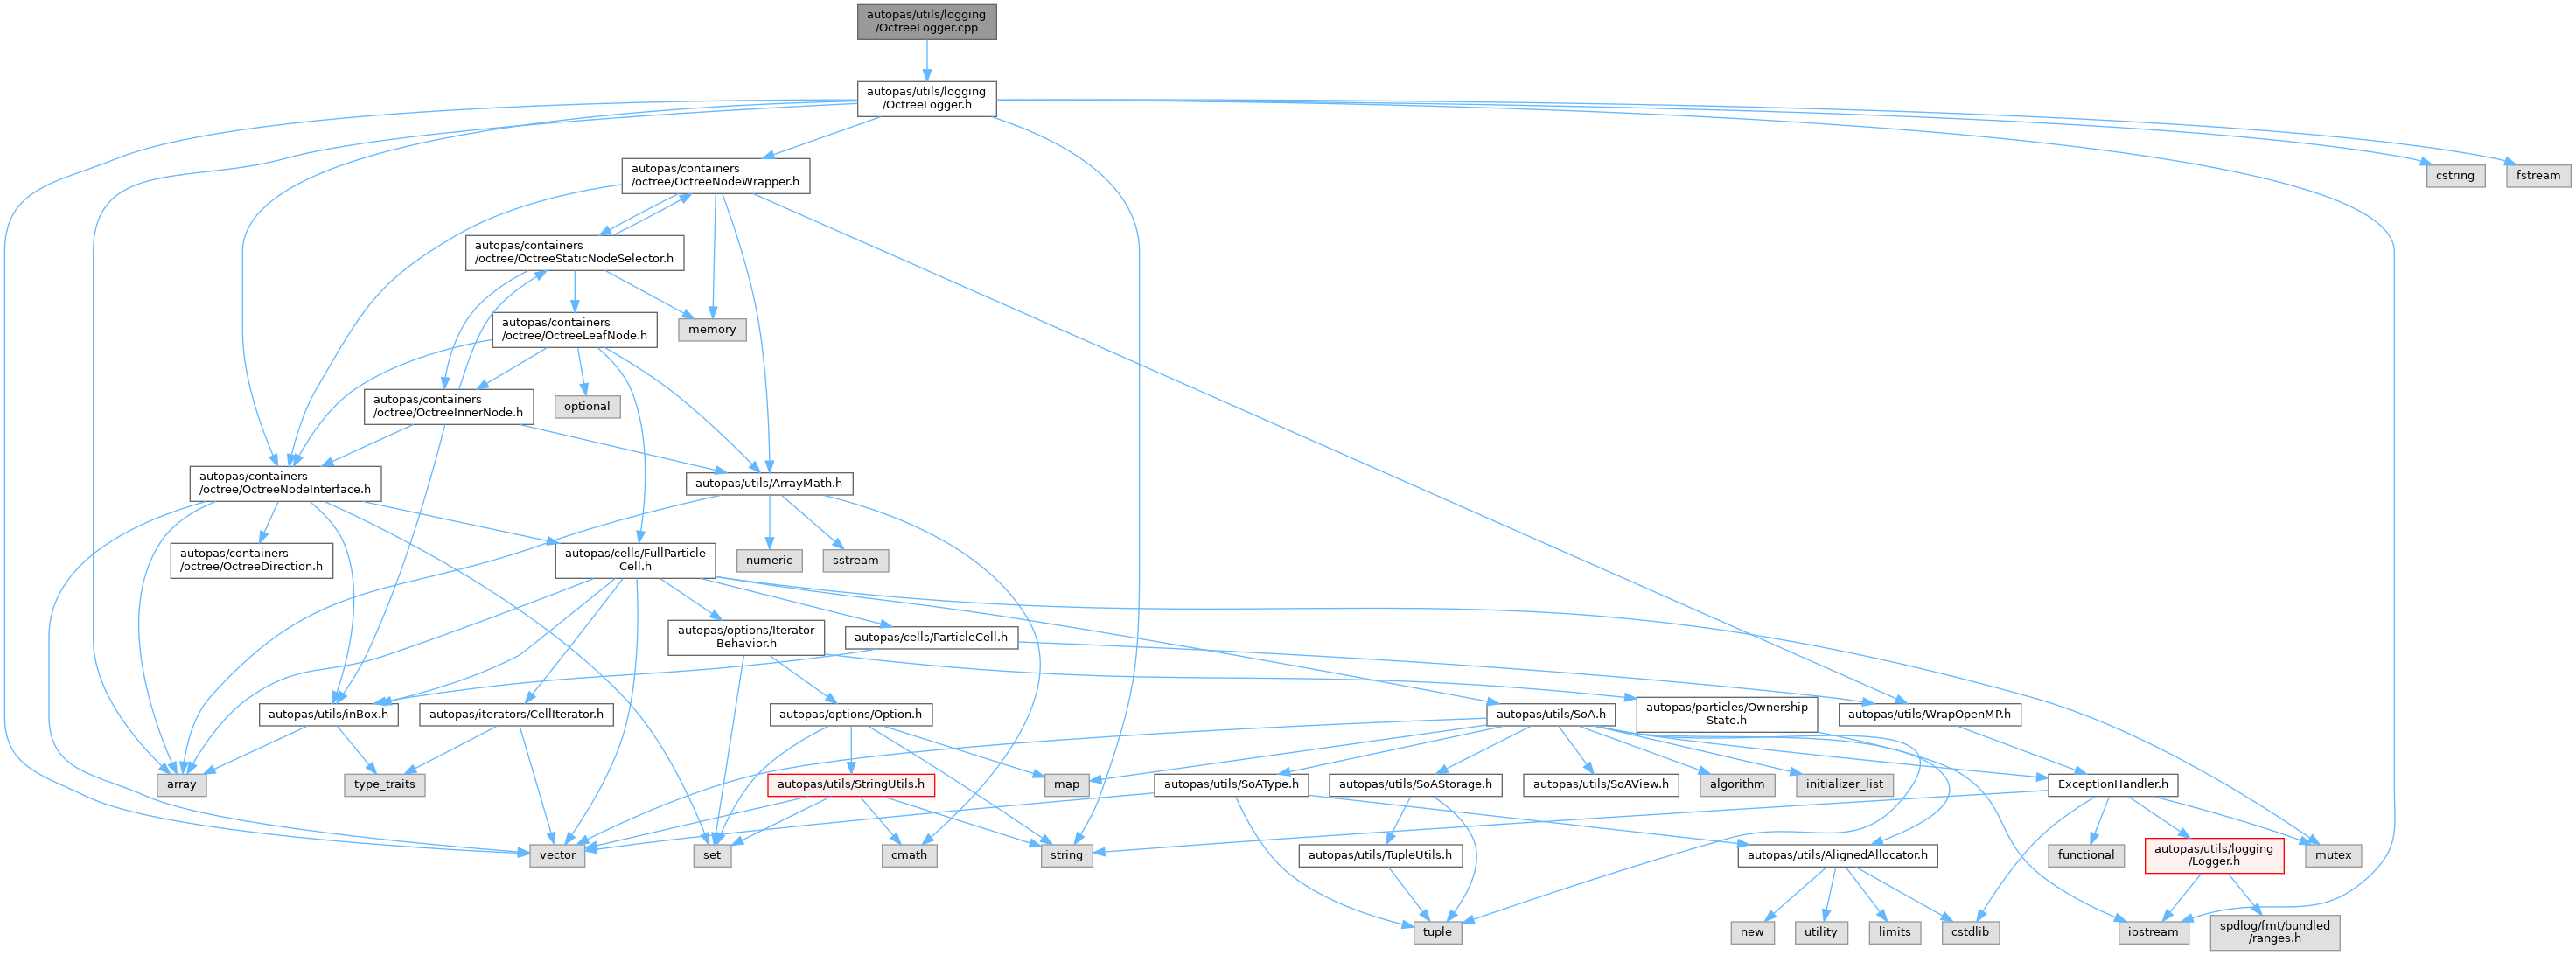 autopas/utils/logging
/OctreeLogger.cpp
autopas/utils/logging
/OctreeLogger.h
autopas/containers
/octree/OctreeNodeWrapper.h
cstring
fstream
autopas/containers
/octree/OctreeStaticNodeSelector.h
autopas/containers
/octree/OctreeLeafNode.h
memory
autopas/containers
/octree/OctreeInnerNode.h
optional
autopas/containers
/octree/OctreeNodeInterface.h
autopas/utils/ArrayMath.h
autopas/containers
/octree/OctreeDirection.h
autopas/cells/FullParticle
Cell.h
numeric
sstream
autopas/options/Iterator
Behavior.h
autopas/cells/ParticleCell.h
autopas/utils/inBox.h
autopas/iterators/CellIterator.h
autopas/options/Option.h
autopas/utils/SoA.h
autopas/particles/Ownership
State.h
autopas/utils/WrapOpenMP.h
array
type_traits
autopas/utils/StringUtils.h
map
autopas/utils/SoAType.h
autopas/utils/SoAStorage.h
autopas/utils/SoAView.h
algorithm
initializer_list
ExceptionHandler.h
vector
set
cmath
string
autopas/utils/TupleUtils.h
autopas/utils/AlignedAllocator.h
functional
autopas/utils/logging
/Logger.h
mutex
tuple
new
utility
limits
cstdlib
iostream
spdlog/fmt/bundled
/ranges.h